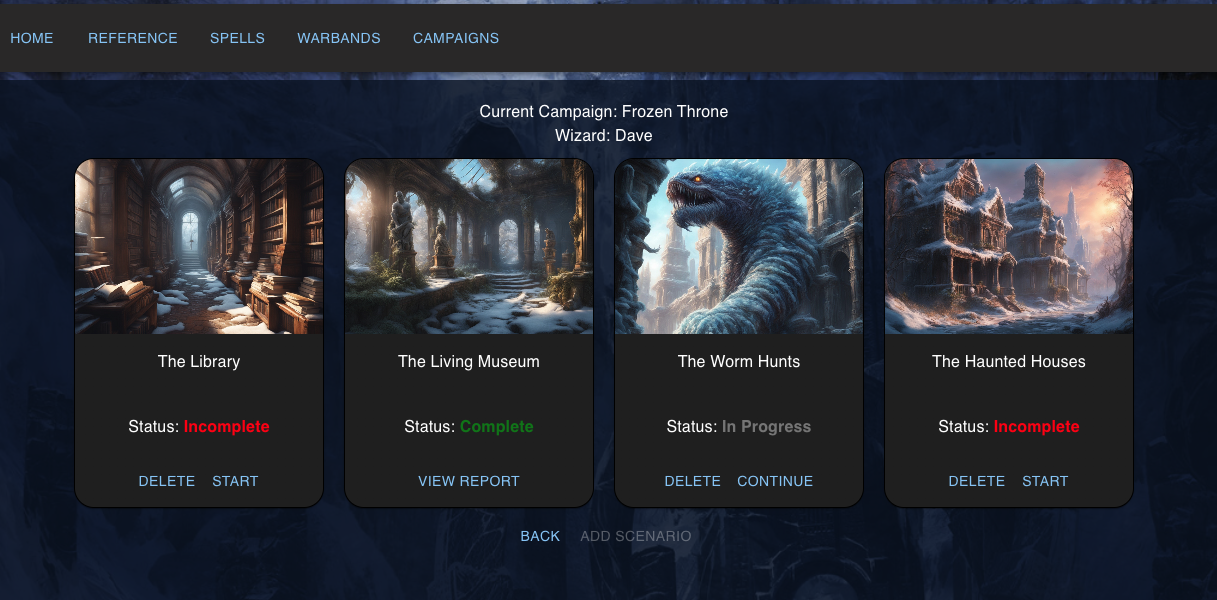 HOME REFERENCE SPELLS WARBANDS CAMPAIGNS
Current Campaign: Frozen Throne
Wizard: Dave
The Library
Status: Incomplete
DELETE START
The Living Museum
Status: Complete
VIEW REPORT
The Worm Hunts
Status: In Progress
DELETE CONTINUE
The Haunted Houses
Status: Incomplete
DELETE START
BACK ADD SCENARIO